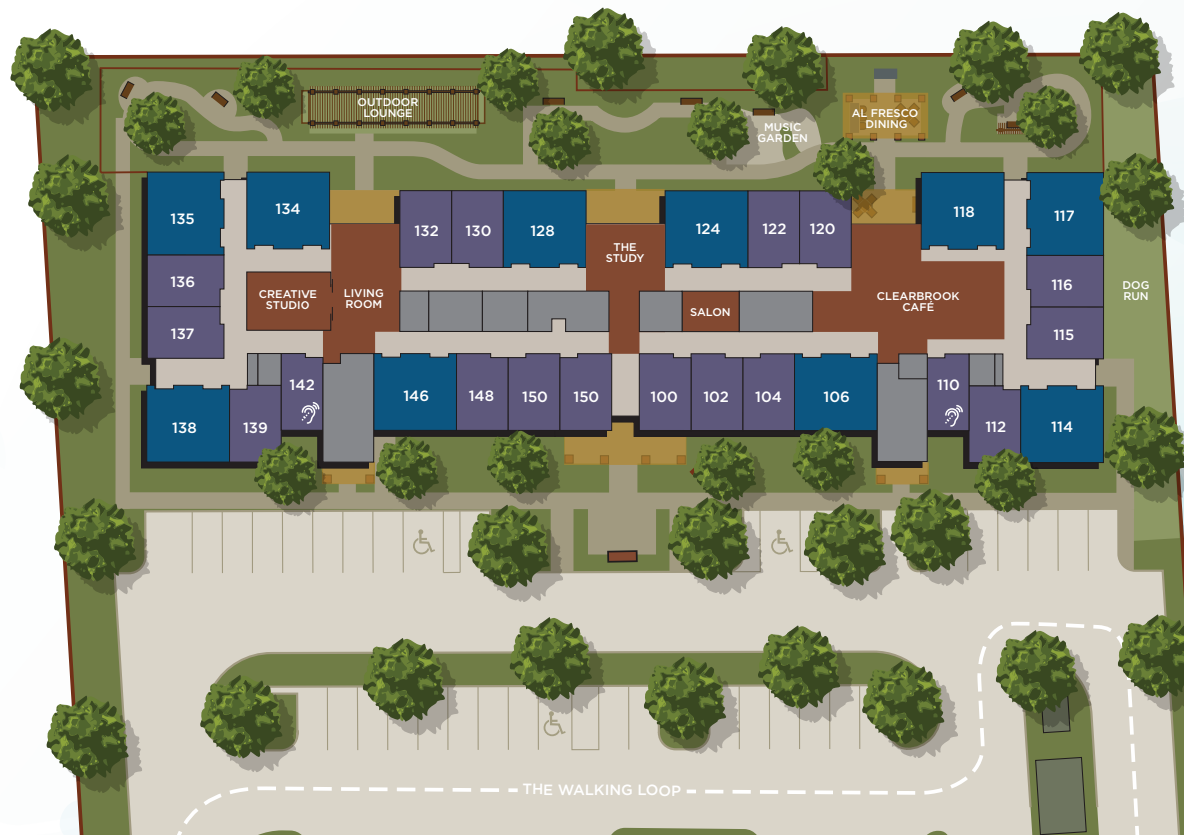 OUTDOOR
LOUNGE
MUSIC
GARDEN
AL FRESCO
DINING
135
134
132
130
128
THE
STUDY
124
122
120
118
117
136
137
CREATIVE
STUDIO
LIVING
ROOM
SALON
CLEARBROOK
CAFÉ
116
115
DOG
RUN
138
139
142
146
148
150
150
100
102
104
106
110
112
114
THE WALKING LOOP